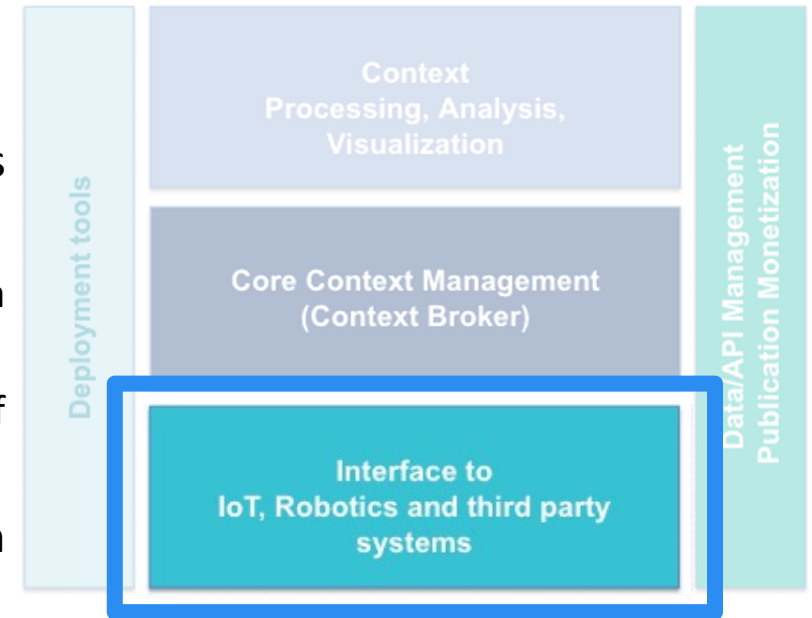 Context
Processing, Analysis,
Visualization
Deployment tools
Core Context Management
(Context Broker)
Data/API Management
Publication Monetization
Interface to
IoT, Robotics and third party
systems